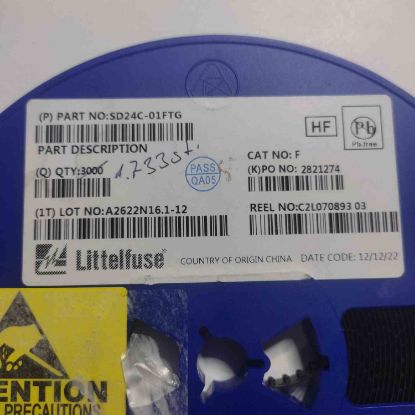 (P) PART NO:SD24C-01FTG
HF
Pb
Pb.free
PART DESCRIPTION
(Q) QTY:3000 1.733st.
PASS
QA05
CAT NO: F
(K)PO NO: 2821274
(1T) LOT NO:A2622N16.1-12
REEL NO:C2L070893 03
Littelfuse
COUNTRY OF ORIGIN CHINA DATE CODE: 12/12/22
ENTION